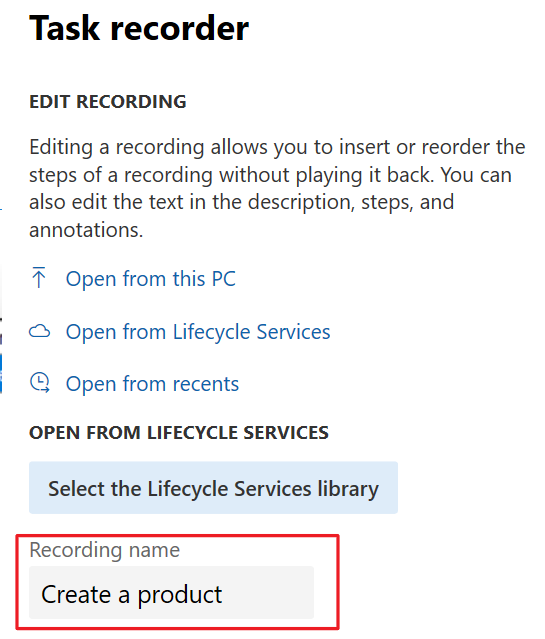 Task recorder
EDIT RECORDING
Editing a recording allows you to insert or reorder the
steps of a recording without playing it back. You can
also edit the text in the description, steps, and
annotations.
Open from this PC
Open from Lifecycle Services
Open from recents
OPEN FROM LIFECYCLE SERVICES
Select the Lifecycle Services library
Recording name
Create a product